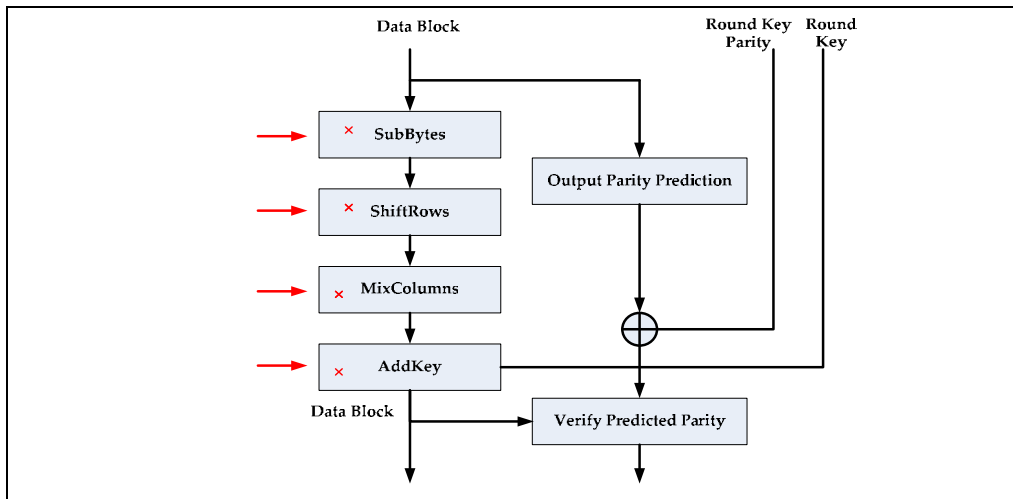 Data Block
Round Key
Parity
Round
Key
SubBytes
Output Parity Prediction
ShiftRows
MixColumns
AddKey
Data Block
Verify Predicted Parity